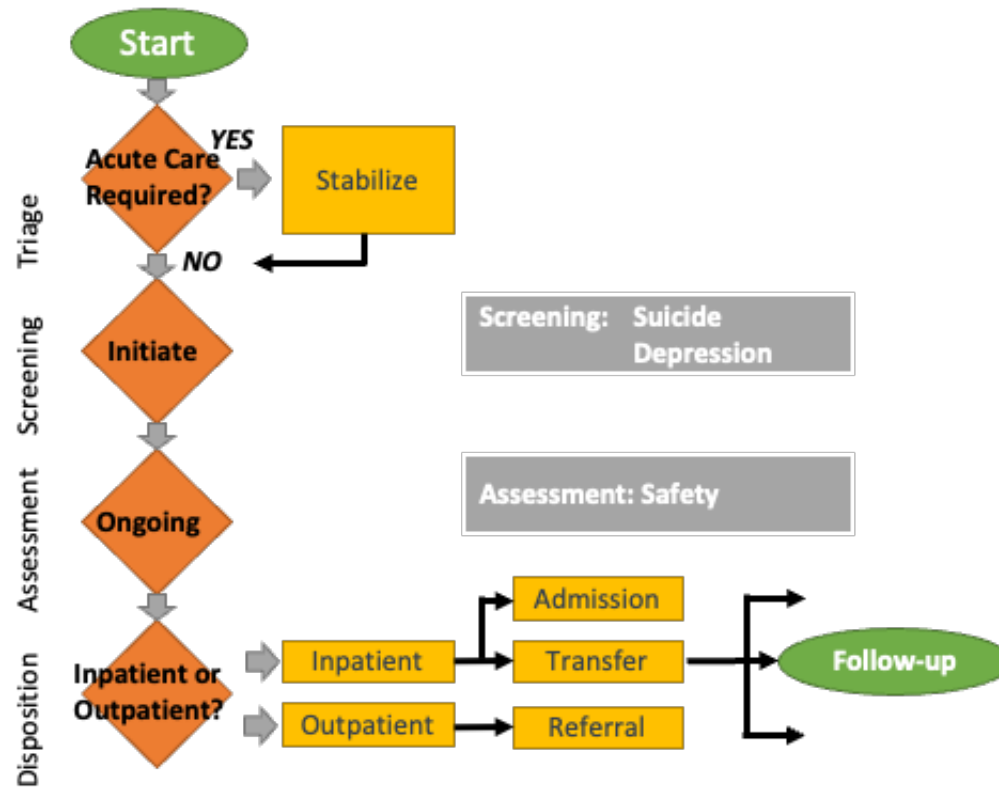 Start
YES
Acute Care
Required?
Stabilize
Triage
NO
Screening
Initiate
Screening: Suicide
Depression
Assessment
Ongoing
Assessment: Safety
Disposition
Inpatient or
Outpatient?
Inpatient
Admission
Transfer
Follow-up
Outpatient
Referral